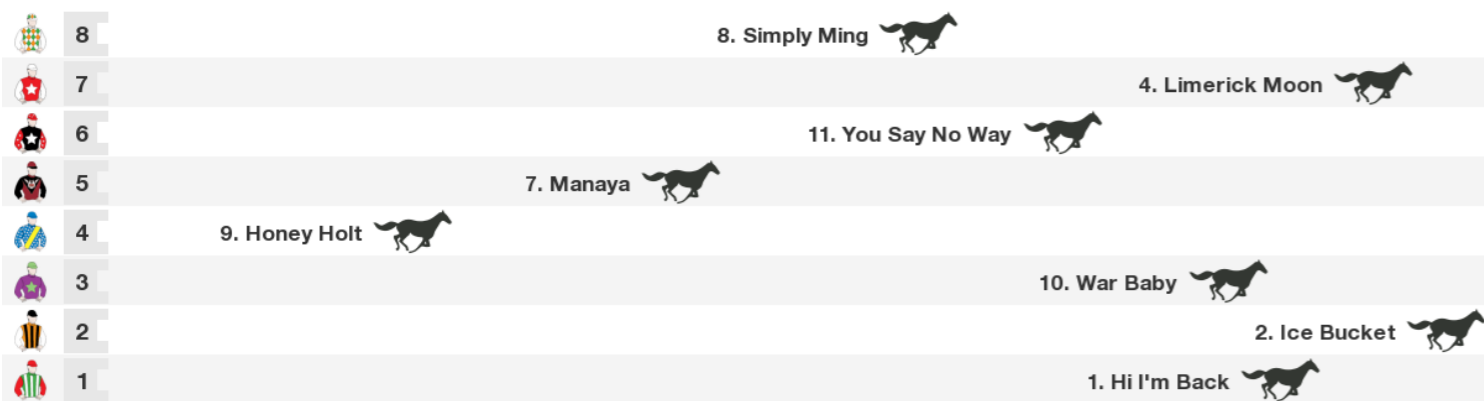 8 8. Simply Ming
7 4. Limerick Moon
6 11. You Say No Way
5 7. Manaya
4 9. Honey Holt
3 10. War Baby
2 2. Ice Bucket
1 1. Hi I'm Back